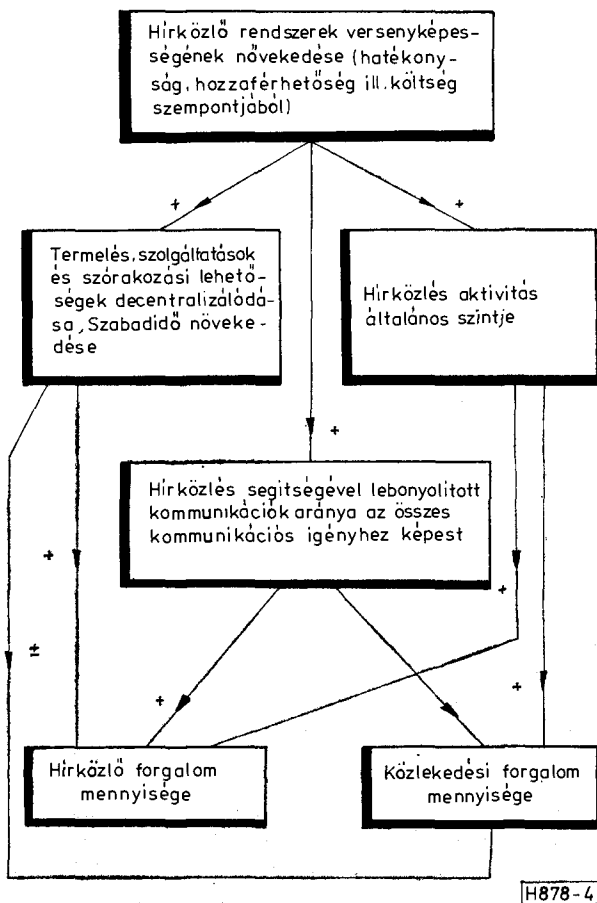 Hírközlő rendszerek versenyképes-
ségének növekedése (hatékony-
ság, hozzaférhetőség ill. költség
szempontjából)
+
+
Termelés, szolgáltatások
és szórakozási lehető-
ségek decentralizálódá-
sa, Szabadidő növeke-
dése
Hírközlés aktivitás
általános szintje
+
Hírközlés segítségével lebonyolított
kommunikációk aránya az összes
kommunikációs igényhez képest
+
+
±
+
+
Hírközlő forgalom
mennyisége
Közlekedési forgalom
mennyisége
H878-4